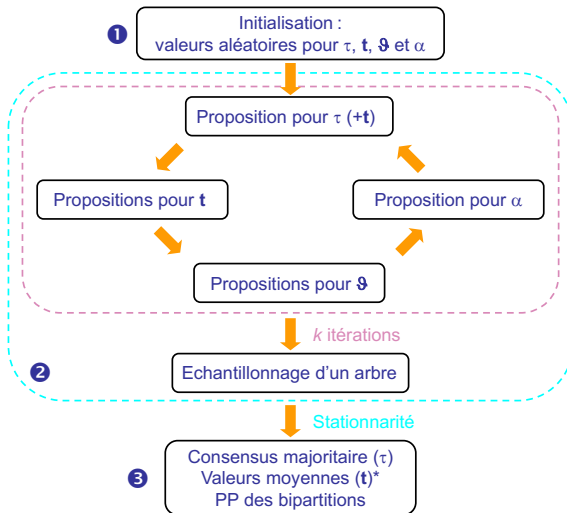 ❶
Initialisation :
valeurs aléatoires pour τ, t, ϑ et α
Proposition pour τ (+t)
Propositions pour t
Proposition pour α
Propositions pour ϑ
k itérations
❷
Echantillonnage d’un arbre
Stationnarité
❸
Consensus majoritaire (τ)
Valeurs moyennes (t)*
PP des bipartitions